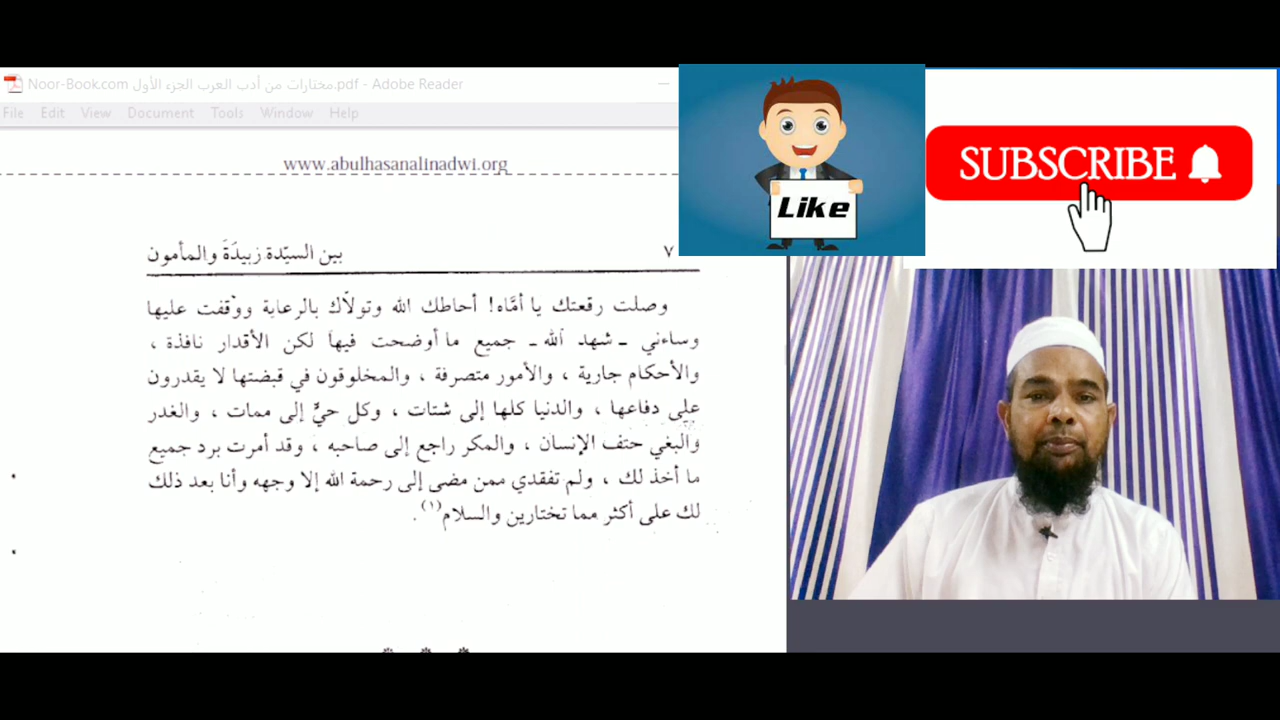 Noor-Book.com مختارات من أدب العرب الجزء الأول.pdf - Adobe Reader
File Edit View Document Tools Window Help
www.abulhasanalinadwi.org
Like
SUBSCRIBE
بين السيّدة زبيدَةَ والمأمون ٧
وصلت رقعتك يا أمَّاه! أحاطك الله وتولاّك بالرعاية ووقفت عليها
وساءني ـ شهد الله ـ جميع ما أوضحت فيها لكن الأقدار نافذة ،
والأحكام جارية ، والأمور متصرفة ، والمخلوقون في قبضتها لا يقدرون
على دفاعها ، والدنيا كلها إلى شتات ، وكل حيٍّ إلى ممات ، والغدر
والبغي حتف الإنسان ، والمكر راجع إلى صاحبه ، وقد أمرت برد جميع
ما أخذ لك ، ولم تفقدي ممن مضى إلى رحمة الله إلا وجهه وأنا بعد ذلك
لك على أكثر مما تختارين والسلام(١).